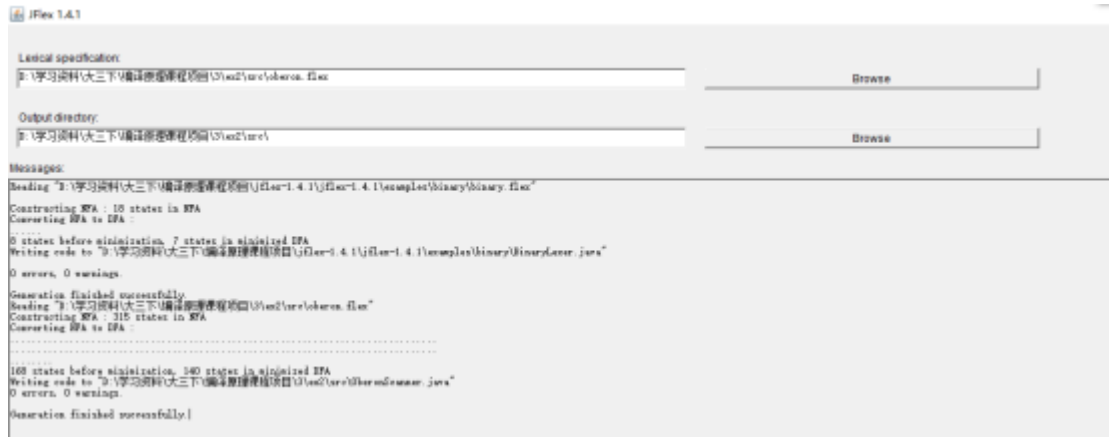 JFlex 1.4.1
Lexical specification:
D:\学习资料\大三下\编译原理课程项目\3\ex2\src\oberon.flex
Browse
Output directory:
D:\学习资料\大三下\编译原理课程项目\3\ex2\src\
Browse
Messages:
Reading "D:\学习资料\大三下\编译原理课程项目\jflex-1.4.1\jflex-1.4.1\examples\binary\binary.flex"
Constructing NFA : 18 states in NFA
Converting NFA to DFA :
......
8 states before minimization, 7 states in minimized DFA
Writing code to "D:\学习资料\大三下\编译原理课程项目\jflex-1.4.1\jflex-1.4.1\examples\binary\BinaryLexer.java"
0 errors, 0 warnings.
Generation finished successfully.
Reading "D:\学习资料\大三下\编译原理课程项目\3\ex2\src\oberon.flex"
Constructing NFA : 315 states in NFA
Converting NFA to DFA :
168 states before minimization, 140 states in minimized DFA
Writing code to "D:\学习资料\大三下\编译原理课程项目\3\ex2\src\OberonScanner.java"
0 errors, 0 warnings.
Generation finished successfully.